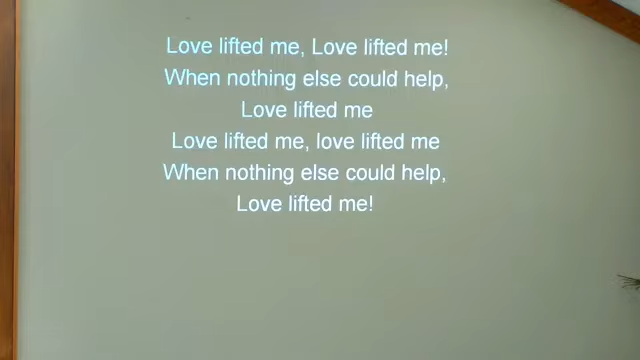 Love lifted me, Love lifted me!
When nothing else could help,
Love lifted me
Love lifted me, love lifted me
When nothing else could help,
Love lifted me!